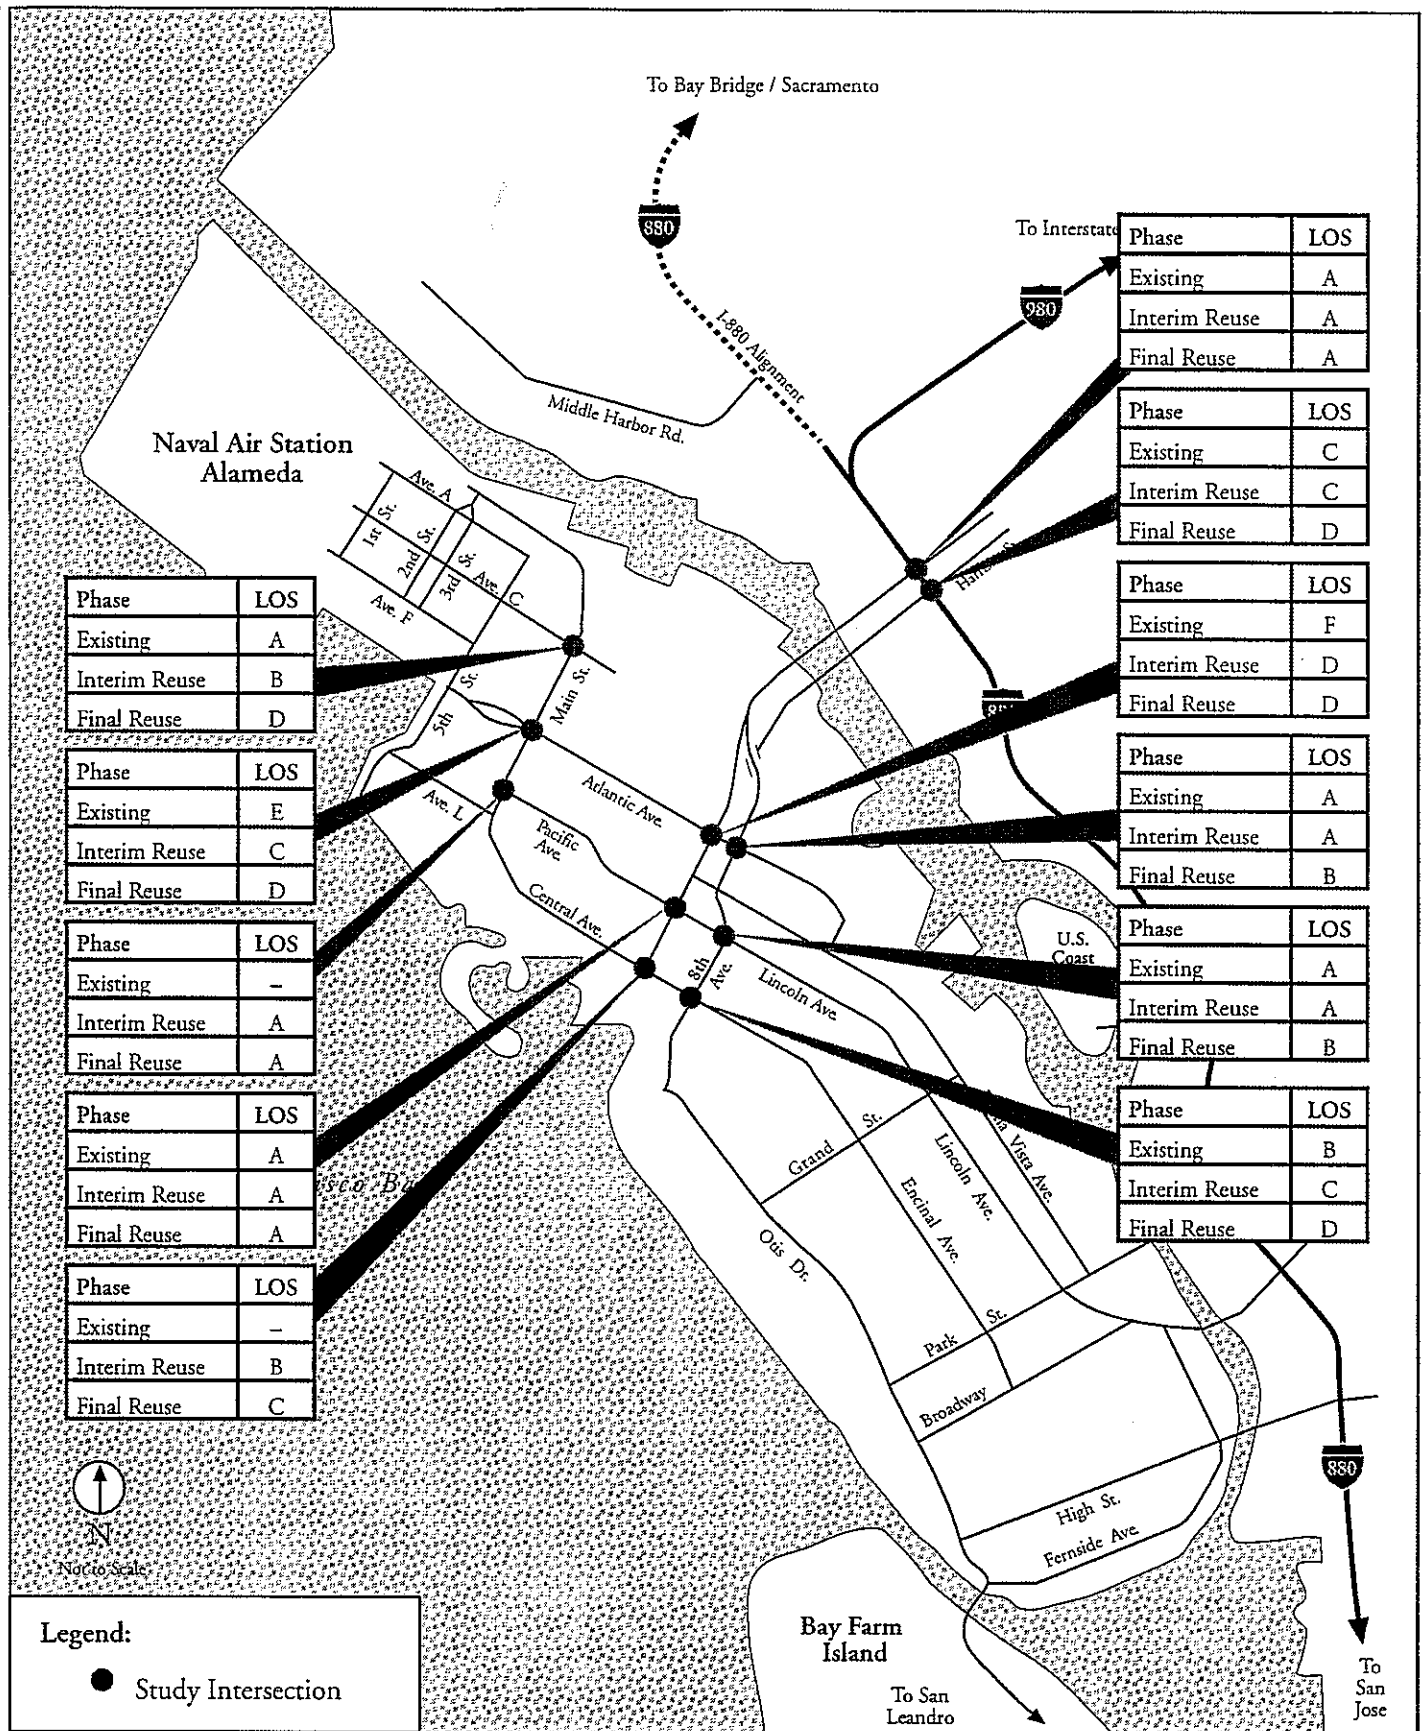 To Bay Bridge / Sacramento
880
To Interstate
980
I-880 Alignment
Middle Harbor Rd.
Naval Air Station
Alameda
Ave. A
1st St.
2nd St.
3rd St.
Ave. C
Ave. F
5th St.
Main St.
Ave. L
Atlantic Ave.
Pacific
Ave.
Central Ave.
8th
Ave.
Lincoln Ave.
U.S.
Coast
Grand St.
Vista Ave.
Lincoln Ave.
Encinal Ave.
Otis Dr.
Park St.
Broadway
High St.
Fernside Ave.
880
Bay Farm
Island
To San
Leandro
To
San
Jose
Phase LOS
Existing A
Interim Reuse B
Final Reuse D
Phase LOS
Existing E
Interim Reuse C
Final Reuse D
Phase LOS
Existing –
Interim Reuse A
Final Reuse A
Phase LOS
Existing A
Interim Reuse A
Final Reuse A
Phase LOS
Existing –
Interim Reuse B
Final Reuse C
Phase LOS
Existing A
Interim Reuse A
Final Reuse A
Phase LOS
Existing C
Interim Reuse C
Final Reuse D
Phase LOS
Existing F
Interim Reuse D
Final Reuse D
Phase LOS
Existing A
Interim Reuse A
Final Reuse B
Phase LOS
Existing A
Interim Reuse A
Final Reuse B
Phase LOS
Existing B
Interim Reuse C
Final Reuse D
N
Not to Scale
Legend:
Study Intersection